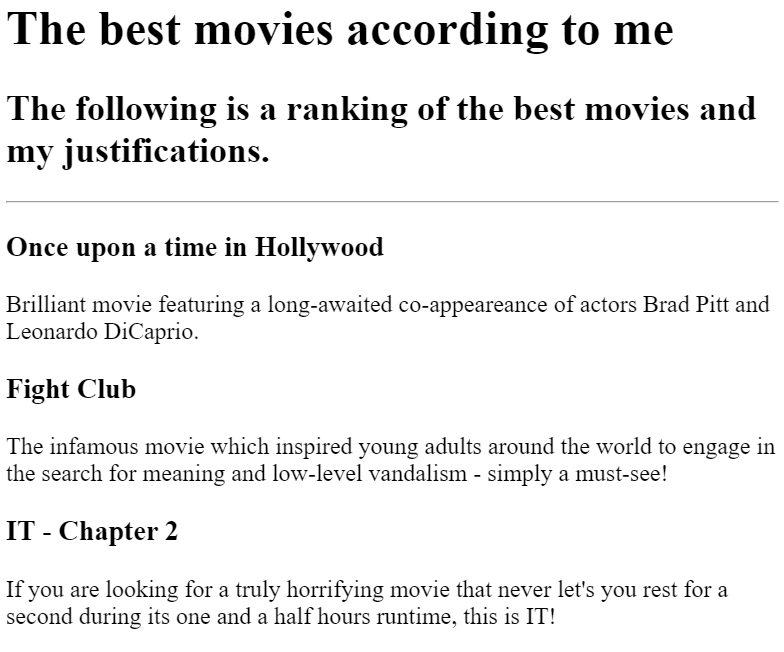 The best movies according to me
The following is a ranking of the best movies and
my justifications.
Once upon a time in Hollywood
Brilliant movie featuring a long-awaited co-appeareance of actors Brad Pitt and
Leonardo DiCaprio.
Fight Club
The infamous movie which inspired young adults around the world to engage in
the search for meaning and low-level vandalism - simply a must-see!
IT - Chapter 2
If you are looking for a truly horrifying movie that never let's you rest for a
second during its one and a half hours runtime, this is IT!